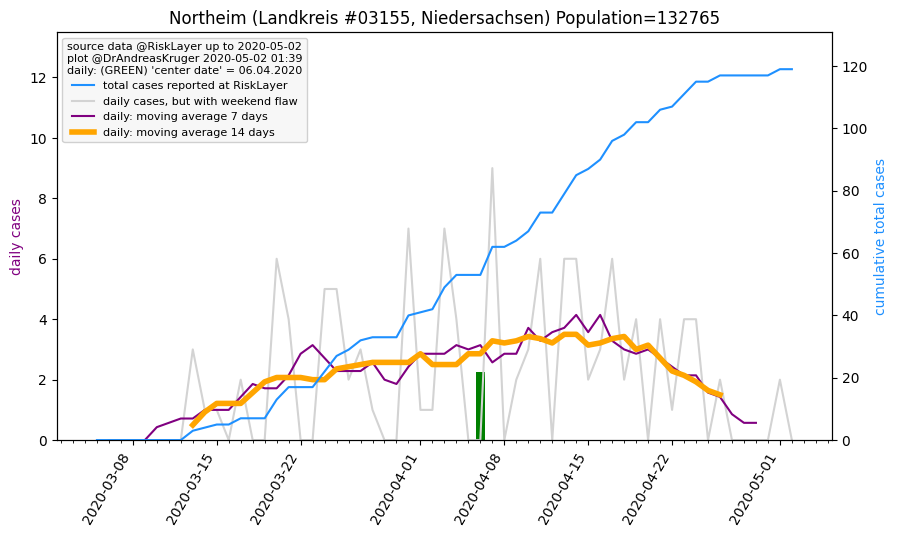 Northeim (Landkreis #03155, Niedersachsen) Population=132765
source data @RiskLayer up to 2020-05-02
plot @DrAndreasKruger 2020-05-02 01:39
daily: (GREEN) 'center date' = 06.04.2020
total cases reported at RiskLayer
daily cases, but with weekend flaw
daily: moving average 7 days
daily: moving average 14 days
daily cases
12
10
8
6
4
2
0
120
100
80
60
40
20
0
cumulative total cases
2020-03-08
2020-03-15
2020-03-22
2020-04-01
2020-04-08
2020-04-15
2020-04-22
2020-05-01